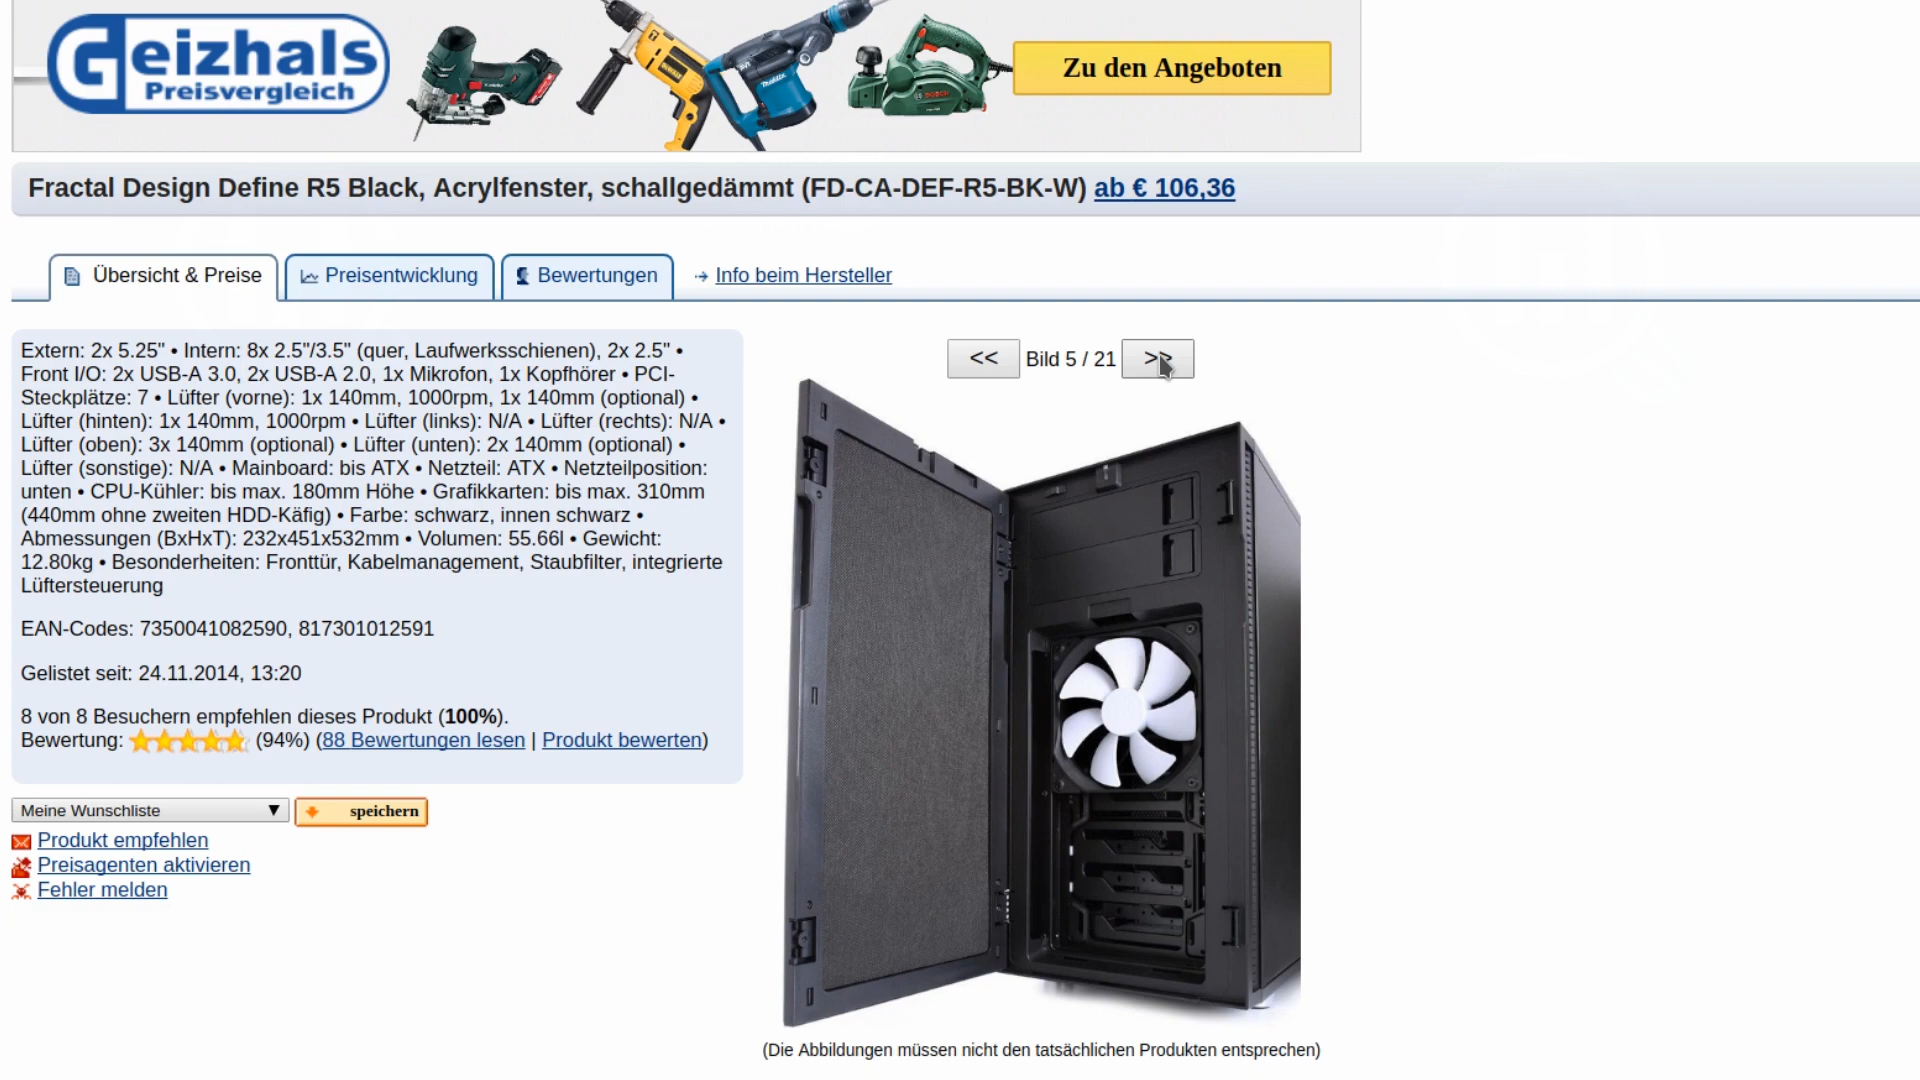 Geizhals
Preisvergleich
Zu den Angeboten
Fractal Design Define R5 Black, Acrylfenster, schallgedämmt (FD-CA-DEF-R5-BK-W) ab € 106,36
Übersicht & Preise
Preisentwicklung
Bewertungen
Info beim Hersteller
Extern: 2x 5.25" • Intern: 8x 2.5"/3.5" (quer, Laufwerksschienen), 2x 2.5" •
Front I/O: 2x USB-A 3.0, 2x USB-A 2.0, 1x Mikrofon, 1x Kopfhörer • PCI-
Steckplätze: 7 • Lüfter (vorne): 1x 140mm, 1000rpm, 1x 140mm (optional) •
Lüfter (hinten): 1x 140mm, 1000rpm • Lüfter (links): N/A • Lüfter (rechts): N/A •
Lüfter (oben): 3x 140mm (optional) • Lüfter (unten): 2x 140mm (optional) •
Lüfter (sonstige): N/A • Mainboard: bis ATX • Netzteil: ATX • Netzteilposition:
unten • CPU-Kühler: bis max. 180mm Höhe • Grafikkarten: bis max. 310mm
(440mm ohne zweiten HDD-Käfig) • Farbe: schwarz, innen schwarz •
Abmessungen (BxHxT): 232x451x532mm • Volumen: 55.66l • Gewicht:
12.80kg • Besonderheiten: Fronttür, Kabelmanagement, Staubfilter, integrierte
Lüftersteuerung
EAN-Codes: 7350041082590, 817301012591
Gelistet seit: 24.11.2014, 13:20
8 von 8 Besuchern empfehlen dieses Produkt (100%).
Bewertung: (94%) (88 Bewertungen lesen | Produkt bewerten)
Meine Wunschliste
speichern
Produkt empfehlen
Preisagenten aktivieren
Fehler melden
<< Bild 5 / 21 >>
(Die Abbildungen müssen nicht den tatsächlichen Produkten entsprechen)